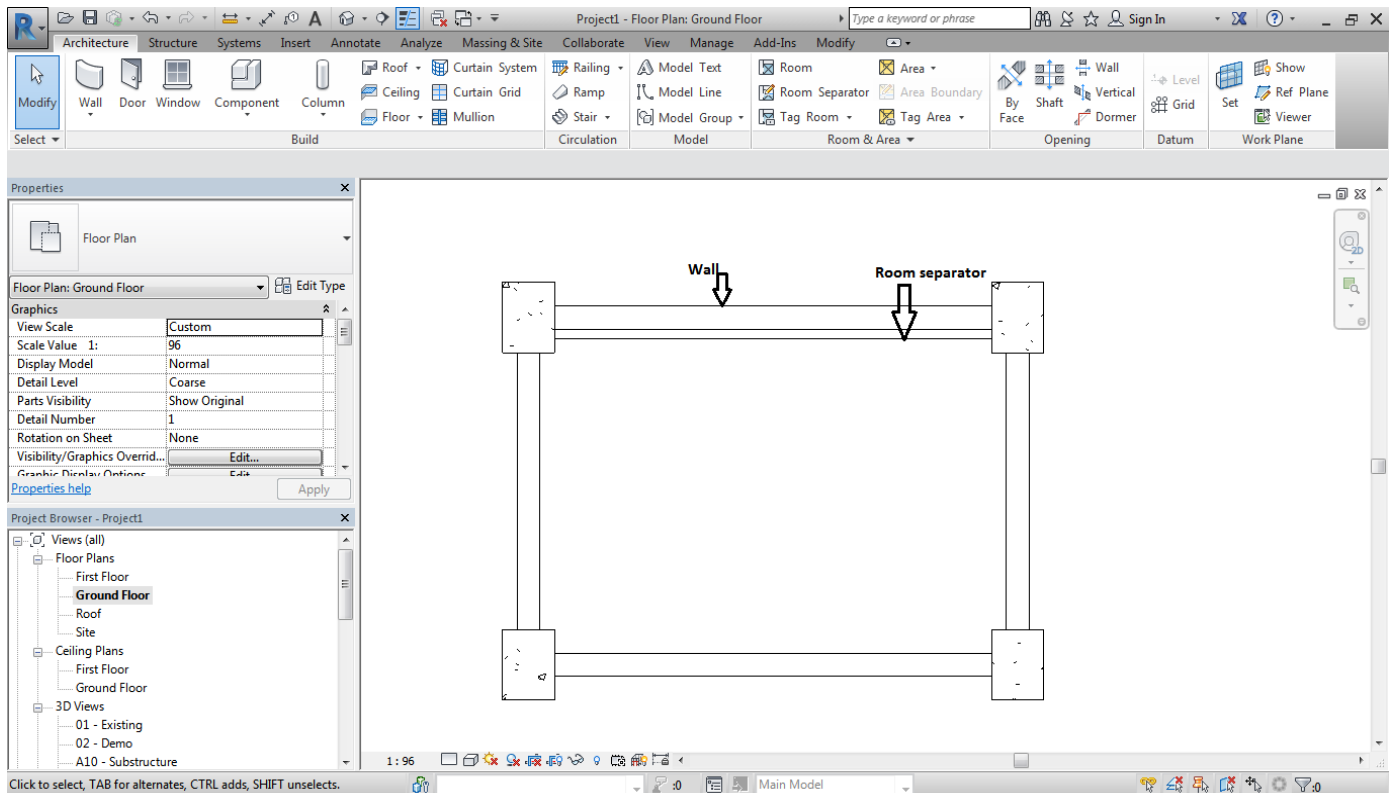 Project1 - Floor Plan: Ground Floor
Type a keyword or phrase
Sign In
Architecture Structure Systems Insert Annotate Analyze Massing & Site Collaborate View Manage Add-Ins Modify
Modify
Wall
Door
Window
Component
Column
Roof
Curtain System
Railing
Model Text
Room
Area
By Face
Shaft
Wall
Level
Set
Show
Ceiling
Curtain Grid
Ramp
Model Line
Room Separator
Area Boundary
Vertical
Grid
Ref Plane
Floor
Mullion
Stair
Model Group
Tag Room
Tag Area
Dormer
Viewer
Select
Build
Circulation
Model
Room & Area
Opening
Datum
Work Plane
Properties
Floor Plan
Floor Plan: Ground Floor
Edit Type
Graphics
View Scale Custom
Scale Value 1: 96
Display Model Normal
Detail Level Coarse
Parts Visibility Show Original
Detail Number 1
Rotation on Sheet None
Visibility/Graphics Overrid... Edit...
Graphic Display Options Edit
Properties help
Apply
Project Browser - Project1
Views (all)
Floor Plans
First Floor
Ground Floor
Roof
Site
Ceiling Plans
First Floor
Ground Floor
3D Views
01 - Existing
02 - Demo
A10 - Substructure
Wall
Room separator
2D
1 : 96
Click to select, TAB for alternates, CTRL adds, SHIFT unselects.
:0
Main Model
:0